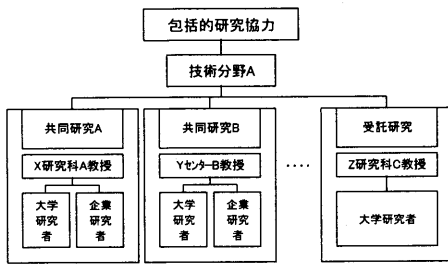 包括的研究協力
技術分野A
共同研究A
共同研究B
受託研究
X研究科A教授
YセンターB教授
・・・・
Z研究科C教授
大学
研究
者
企業
研究
者
大学
研究
者
企業
研究
者
大学研究者